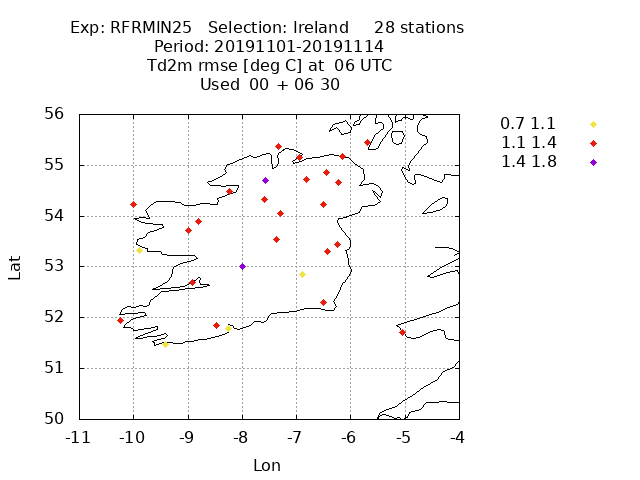 Exp: RFRMIN25 Selection: Ireland 28 stations
Period: 20191101-20191114
Td2m rmse [deg C] at 06 UTC
Used 00 + 06 30
0.7 1.1
1.1 1.4
1.4 1.8
56
55
54
53
52
51
50
Lat
-11 -10 -9 -8 -7 -6 -5 -4
Lon